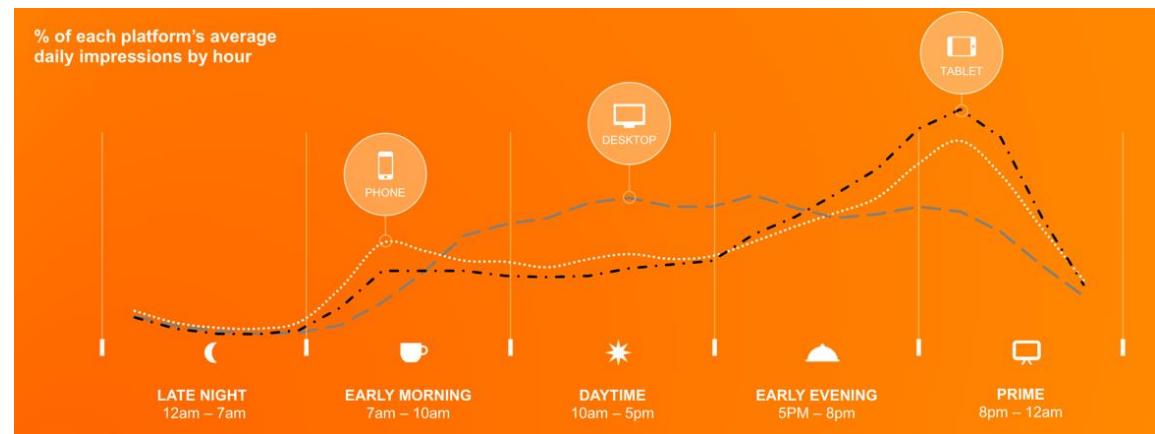 % of each platform's average
daily impressions by hour
TABLET
DESKTOP
PHONE
LATE NIGHT
12am – 7am
EARLY MORNING
7am – 10am
DAYTIME
10am – 5pm
EARLY EVENING
5PM – 8pm
PRIME
8pm – 12am